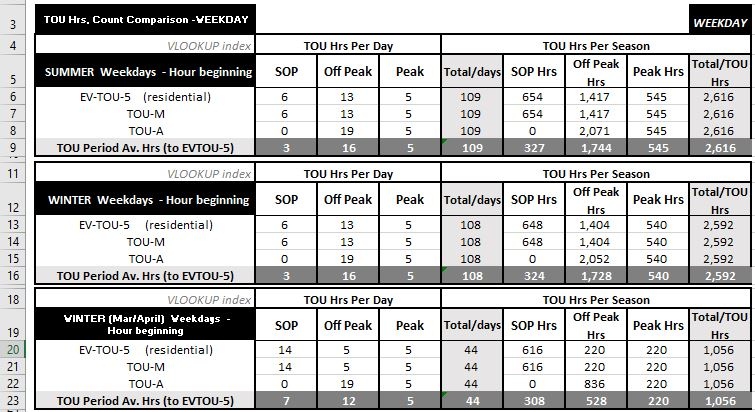 3 TOU Hrs, Count Comparison -WEEKDAY WEEKDAY
4 VLOOKUP index TOU Hrs Per Day TOU Hrs Per Season
5 SUMMER Weekdays - Hour beginning SOP Off Peak Peak Total/days SOP Hrs Off Peak Hrs Peak Hrs Total/TOU Hrs
6 EV-TOU-5 (residential) 6 13 5 109 654 1,417 545 2,616
7 TOU-M 6 13 5 109 654 1,417 545 2,616
8 TOU-A 0 19 5 109 0 2,071 545 2,616
9 TOU Period Av. Hrs (to EVTOU-5) 3 16 5 109 327 1,744 545 2,616
11 VLOOKUP index TOU Hrs Per Day TOU Hrs Per Season
12 WINTER Weekdays - Hour beginning SOP Off Peak Peak Total/days SOP Hrs Off Peak Hrs Peak Hrs Total/TOU Hrs
13 EV-TOU-5 (residential) 6 13 5 108 648 1,404 540 2,592
14 TOU-M 6 13 5 108 648 1,404 540 2,592
15 TOU-A 0 19 5 108 0 2,052 540 2,592
16 TOU Period Av. Hrs (to EVTOU-5) 3 16 5 108 324 1,728 540 2,592
18 VLOOKUP index TOU Hrs Per Day TOU Hrs Per Season
19 WINTER (Mar/April) Weekdays - Hour beginning SOP Off Peak Peak Total/days SOP Hrs Off Peak Hrs Peak Hrs Total/TOU Hrs
20 EV-TOU-5 (residential) 14 5 5 44 616 220 220 1,056
21 TOU-M 14 5 5 44 616 220 220 1,056
22 TOU-A 0 19 5 44 0 836 220 1,056
23 TOU Period Av. Hrs (to EVTOU-5) 7 12 5 44 308 528 220 1,056